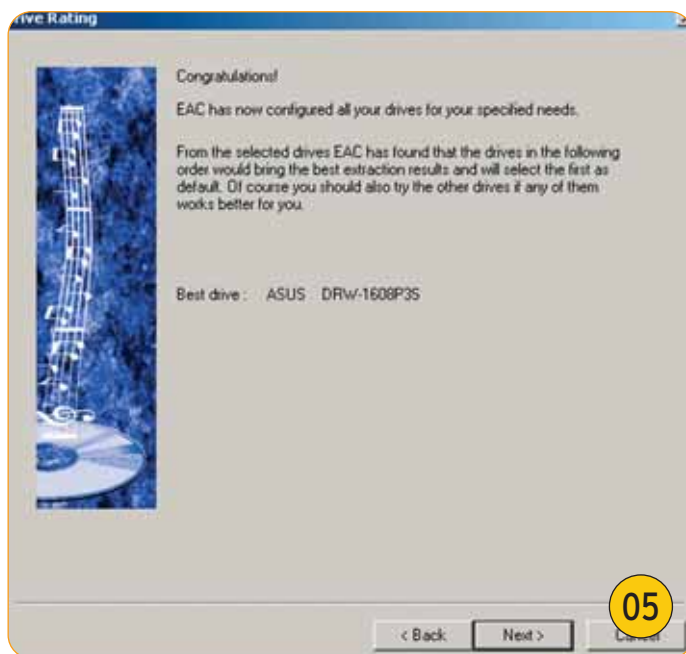 Drive Rating
Congratulations!
EAC has now configured all your drives for your specified needs.
From the selected drives EAC has found that the drives in the following
order would bring the best extraction results and will select the first as
default. Of course you should also try the other drives if any of them
works better for you.
Best drive : ASUS DRW-1608P3S
05
< Back Next > Cancel